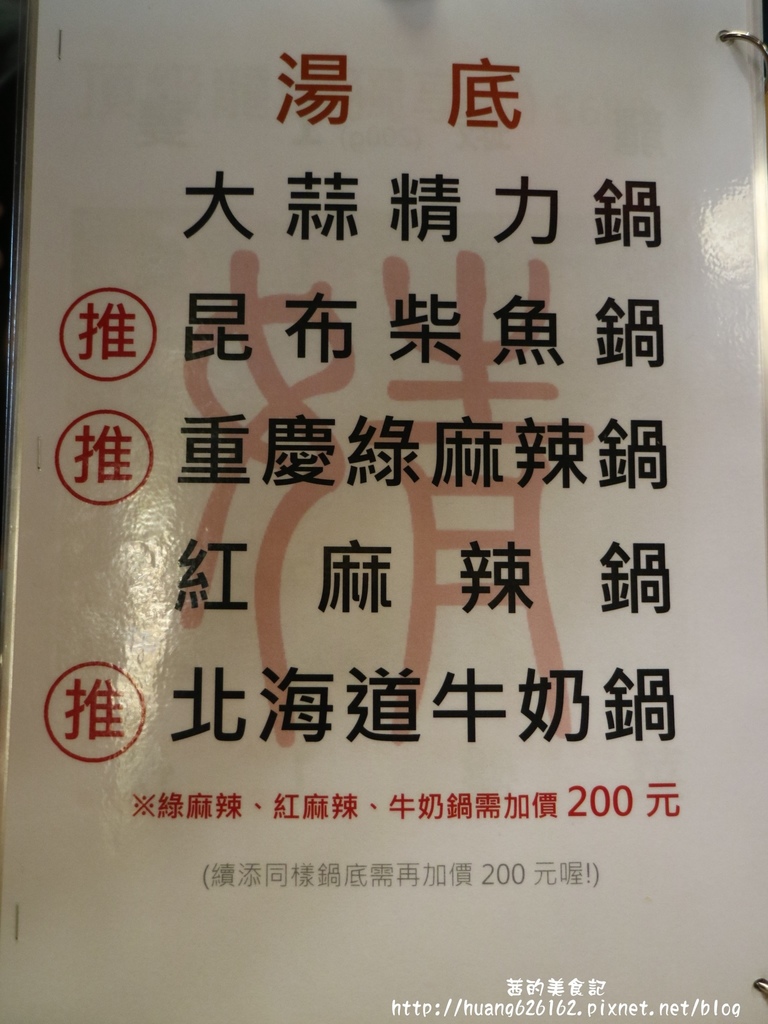 湯底
大蒜精力鍋
推 昆布柴魚鍋
推 重慶綠麻辣鍋
紅麻辣鍋
推 北海道牛奶鍋
※綠麻辣、紅麻辣、牛奶鍋需加價 200 元
(續添同樣鍋底需再加價 200 元喔!)
茜的美食記
http://huang626162.pixnet.net/blog